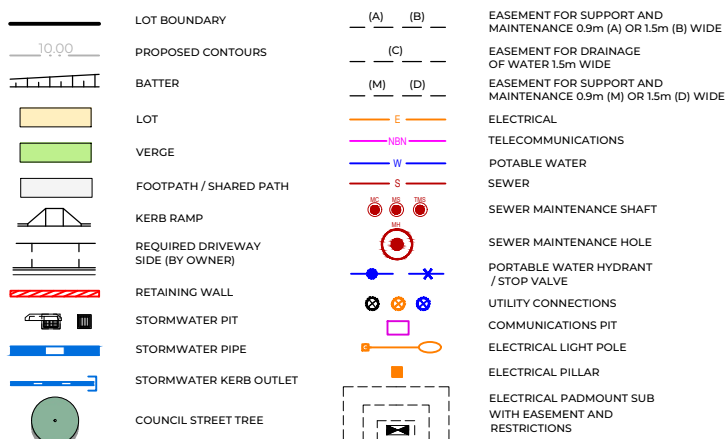 LOT BOUNDARY
10.00
PROPOSED CONTOURS
BATTER
LOT
VERGE
FOOTPATH / SHARED PATH
KERB RAMP
REQUIRED DRIVEWAY
SIDE (BY OWNER)
RETAINING WALL
STORMWATER PIT
STORMWATER PIPE
STORMWATER KERB OUTLET
COUNCIL STREET TREE
(A) (B)
EASEMENT FOR SUPPORT AND
MAINTENANCE 0.9m (A) OR 1.5m (B) WIDE
(C)
EASEMENT FOR DRAINAGE
OF WATER 1.5m WIDE
(M) (D)
EASEMENT FOR SUPPORT AND
MAINTENANCE 0.9m (M) OR 1.5m (D) WIDE
E
ELECTRICAL
NBN
TELECOMMUNICATIONS
W
POTABLE WATER
S
SEWER
MC MS TMS
SEWER MAINTENANCE SHAFT
MH
SEWER MAINTENANCE HOLE
PORTABLE WATER HYDRANT
/ STOP VALVE
UTILITY CONNECTIONS
COMMUNICATIONS PIT
ELECTRICAL LIGHT POLE
ELECTRICAL PILLAR
ELECTRICAL PADMOUNT SUB
WITH EASEMENT AND
RESTRICTIONS